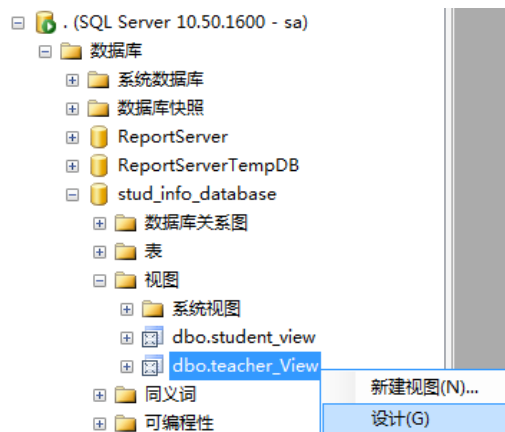 . (SQL Server 10.50.1600 - sa)
数据库
系统数据库
数据库快照
ReportServer
ReportServerTempDB
stud_info_database
数据库关系图
表
视图
系统视图
dbo.student_view
dbo.teacher_View
新建视图(N)...
同义词
设计(G)
可编程性